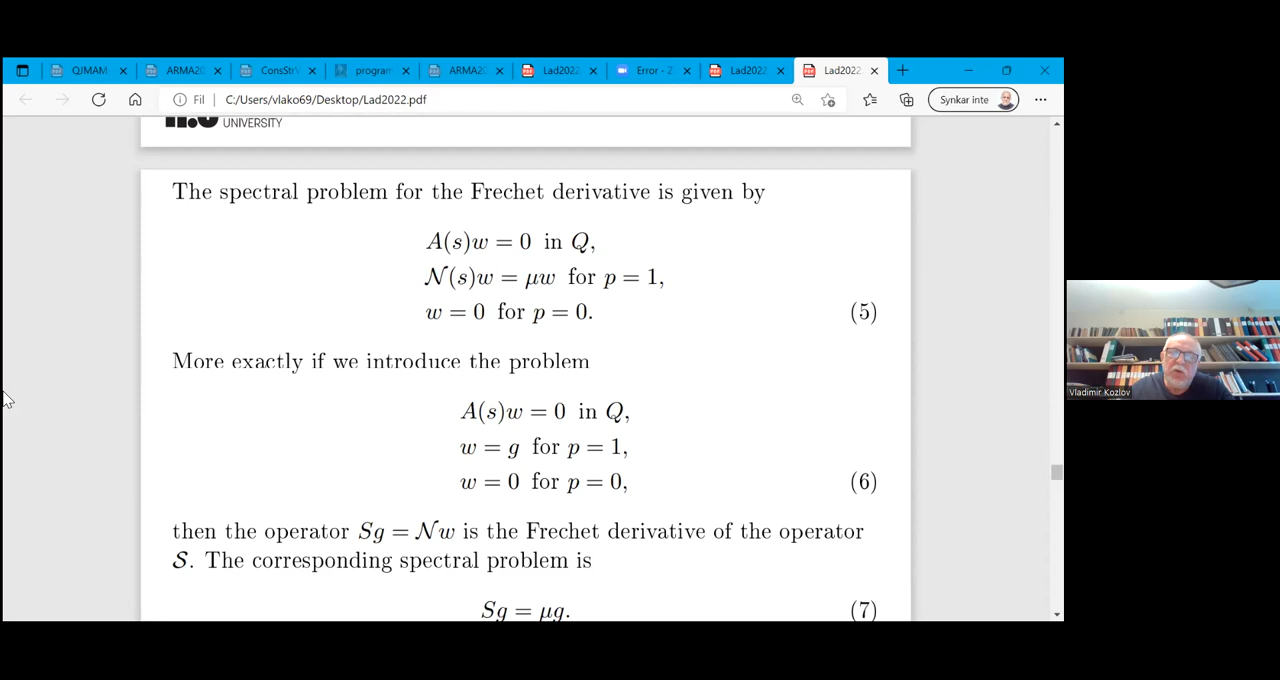 QJMAM
ARMA20
ConsStrV
program
ARMA20
Lad2022
Error - 2
Lad2022
Lad2022
Fil
C:/Users/vlako69/Desktop/Lad2022.pdf
Synkar inte
UNIVERSITY
The spectral problem for the Frechet derivative is given by
A(s)w = 0 in Q,
𝒩(s)w = μw for p = 1,
w = 0 for p = 0. (5)
More exactly if we introduce the problem
A(s)w = 0 in Q,
w = g for p = 1,
w = 0 for p = 0, (6)
then the operator Sg = 𝒩w is the Frechet derivative of the operator
𝒮. The corresponding spectral problem is
Sg = μg. (7)
Vladimir Kozlov